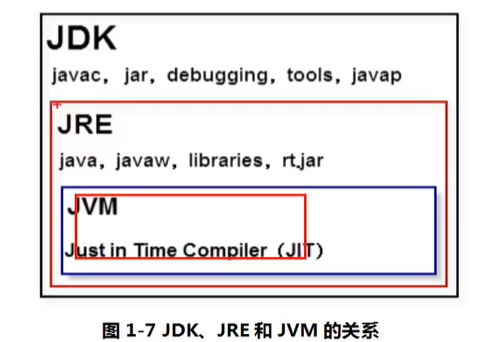 JDK
javac, jar, debugging, tools, javap
JRE
java, javaw, libraries, rt.jar
JVM
Just in Time Compiler（JIT）
图 1-7 JDK、JRE 和 JVM 的关系